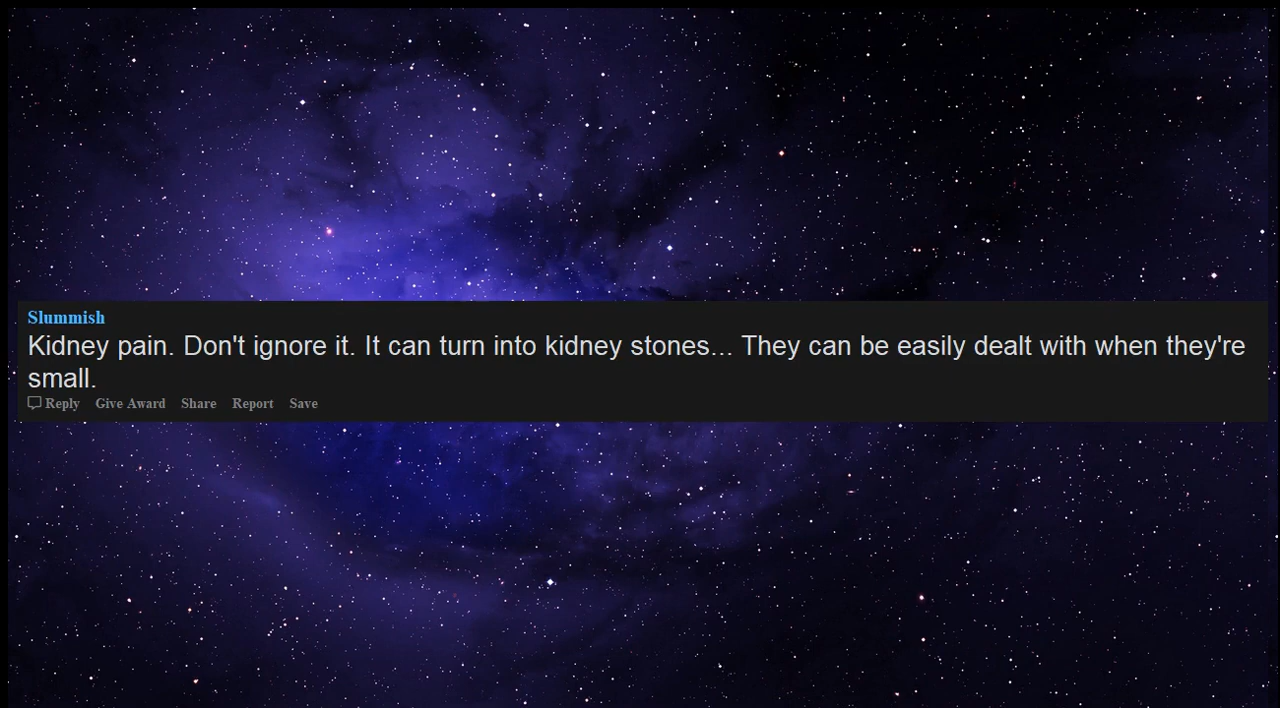 Slummish
Kidney pain. Don't ignore it. It can turn into kidney stones... They can be easily dealt with when they're
small.
Reply Give Award Share Report Save